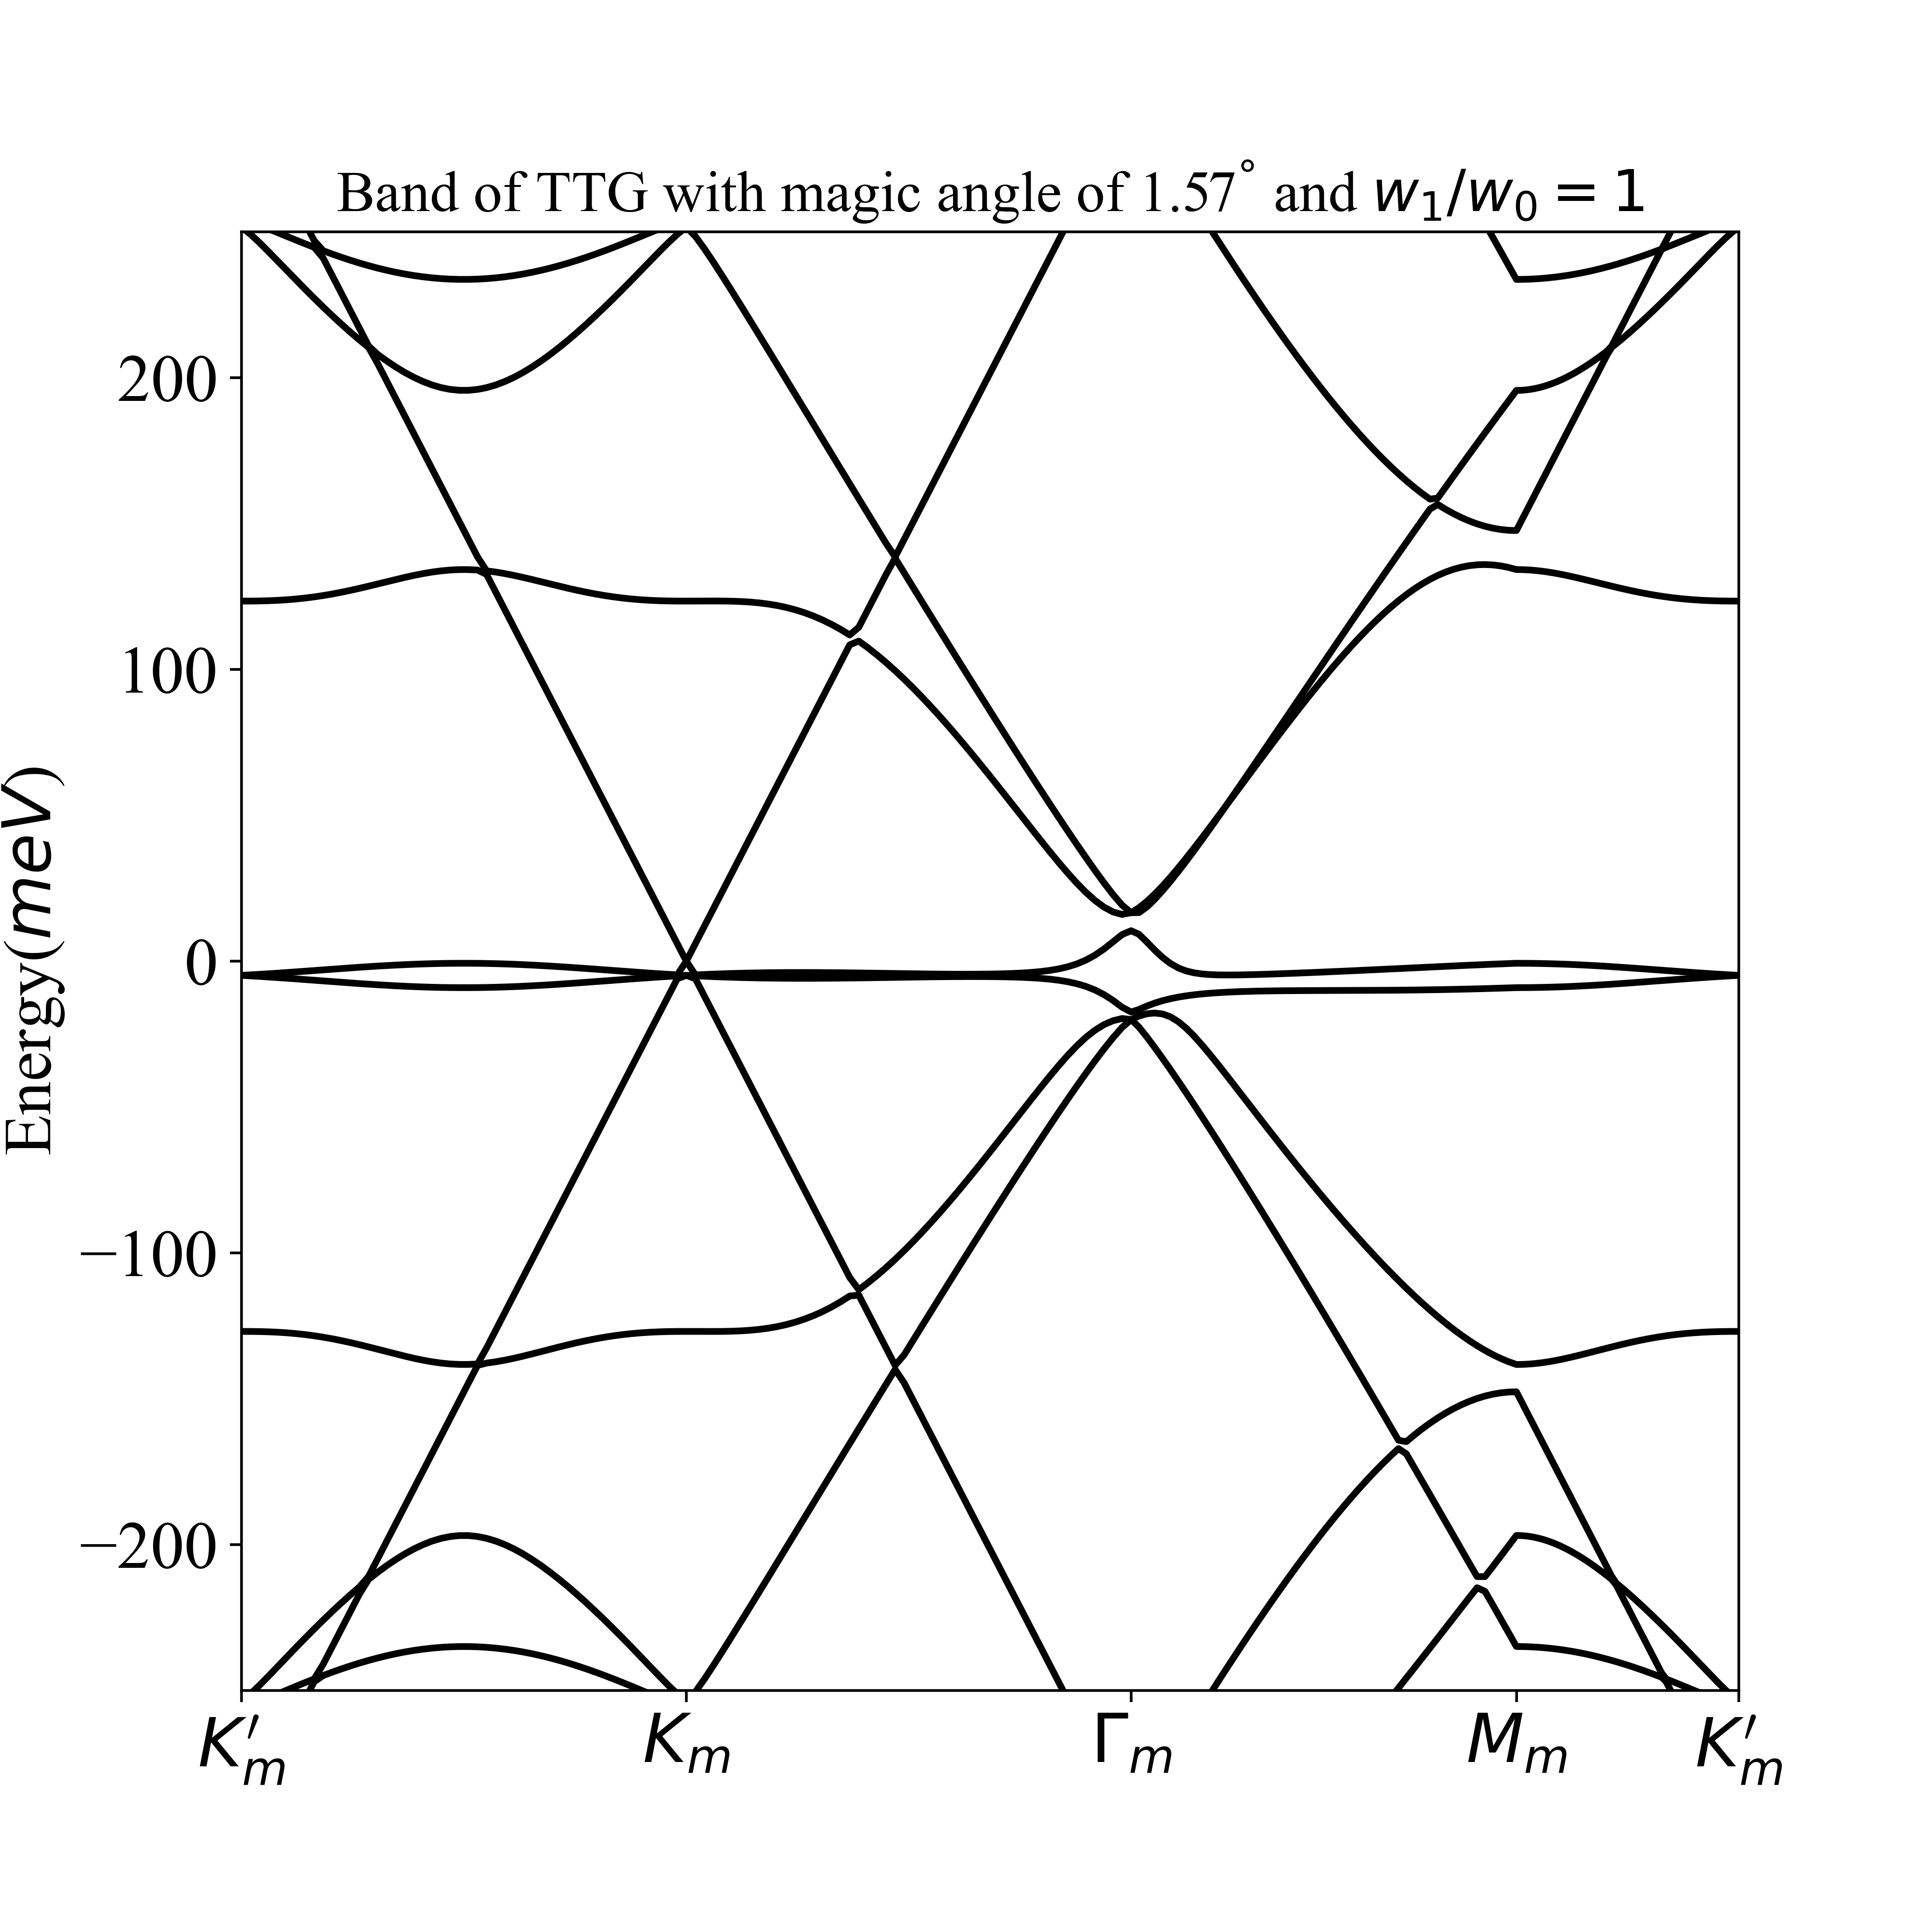 Band of TTG with magic angle of 1.57° and w₁/w₀ = 1
Energy(meV)
200
100
0
−100
−200
K′ₘ
Kₘ
Γₘ
Mₘ
K′ₘ